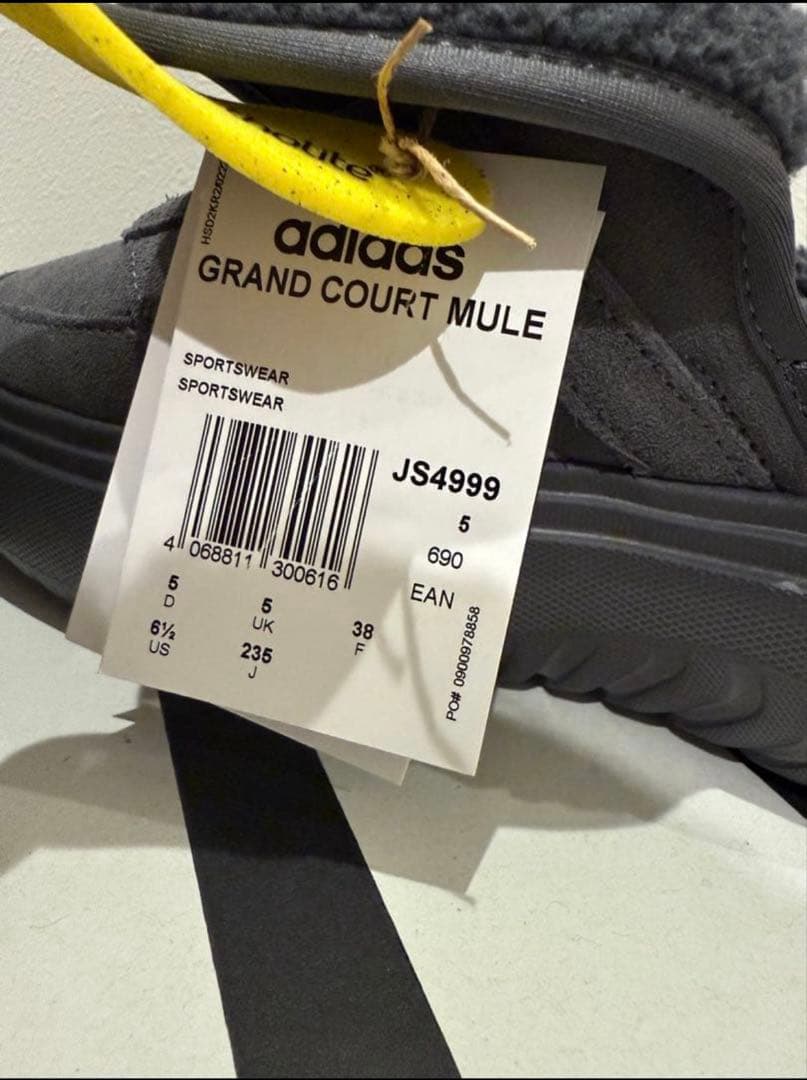 HSD2KR2822
adidas
GRAND COURT MULE
SPORTSWEAR
SPORTSWEAR
JS4999
5
690
EAN
4 068811 300616
5
D
5
UK
38
F
6½
US
235
J
PO# 0900978858